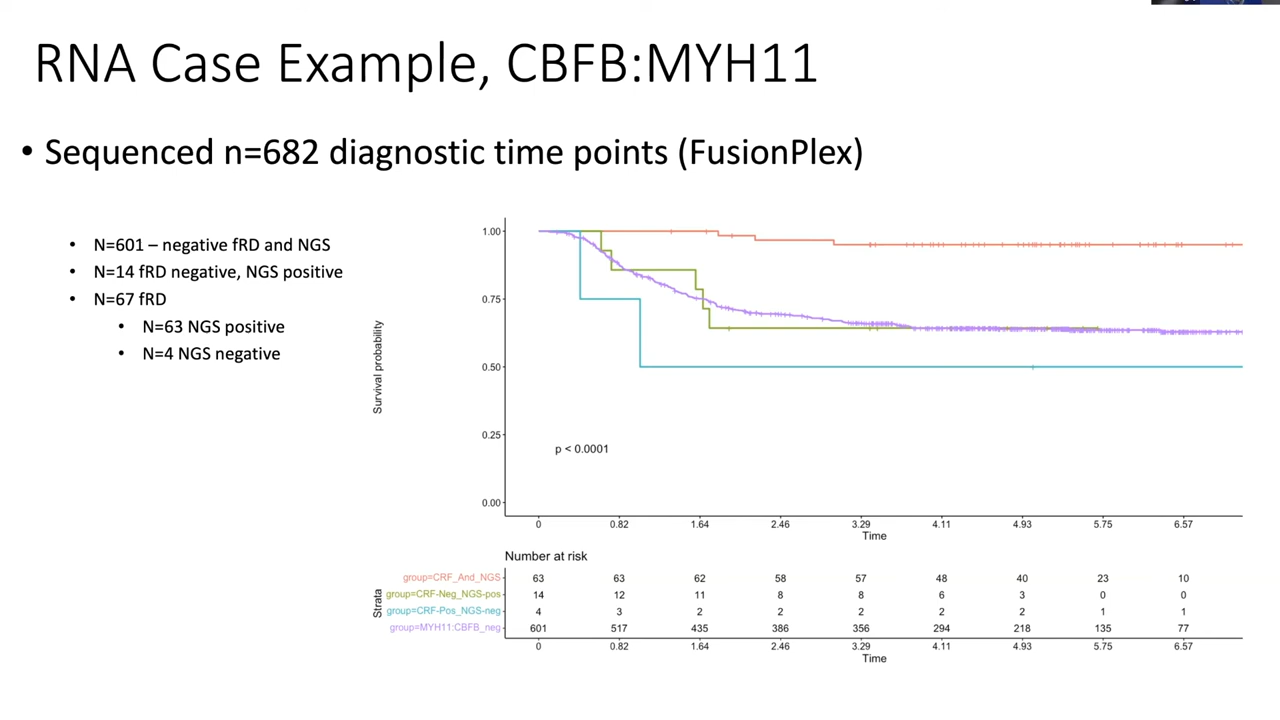 RNA Case Example, CBFB:MYH11
• Sequenced n=682 diagnostic time points (FusionPlex)
• N=601 – negative fRD and NGS
• N=14 fRD negative, NGS positive
• N=67 fRD
• N=63 NGS positive
• N=4 NGS negative
Survival probability
1.00
0.75
0.50
0.25
0.00
p < 0.0001
0 0.82 1.64 2.46 3.29 4.11 4.93 5.75 6.57
Time
Number at risk
Strata
group=CRF_And_NGS 63 63 62 58 57 48 40 23 10
group=CRF-Neg_NGS-pos 14 12 11 8 8 6 3 0 0
group=CRF-Pos_NGS-neg 4 3 2 2 2 2 2 1 1
group=MYH11:CBFB_neg 601 517 435 386 356 294 218 135 77
0 0.82 1.64 2.46 3.29 4.11 4.93 5.75 6.57
Time